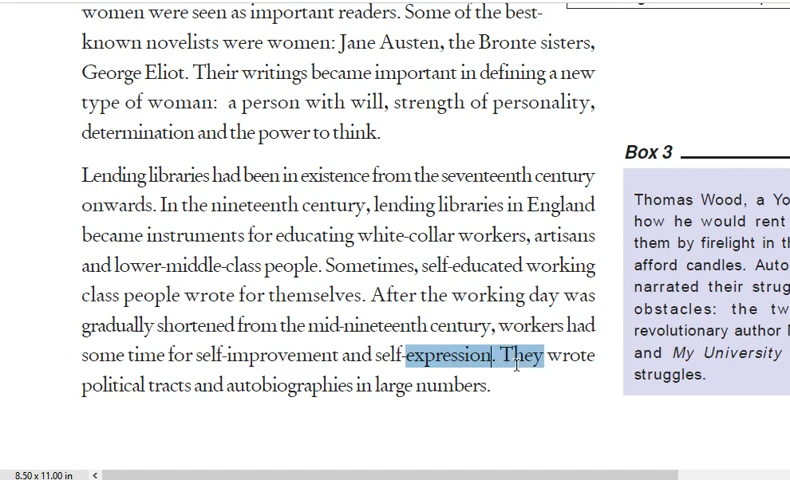 women were seen as important readers. Some of the best-
known novelists were women: Jane Austen, the Bronte sisters,
George Eliot. Their writings became important in defining a new
type of woman: a person with will, strength of personality,
determination and the power to think.
Lending libraries had been in existence from the seventeenth century
onwards. In the nineteenth century, lending libraries in England
became instruments for educating white-collar workers, artisans
and lower-middle-class people. Sometimes, self-educated working
class people wrote for themselves. After the working day was
gradually shortened from the mid-nineteenth century, workers had
some time for self-improvement and self-expression. They wrote
political tracts and autobiographies in large numbers.
Box 3
Thomas Wood, a Yo
how he would rent
them by firelight in th
afford candles. Auto
narrated their strug
obstacles: the tw
revolutionary author M
and My University
struggles.
8.50 x 11.00 in